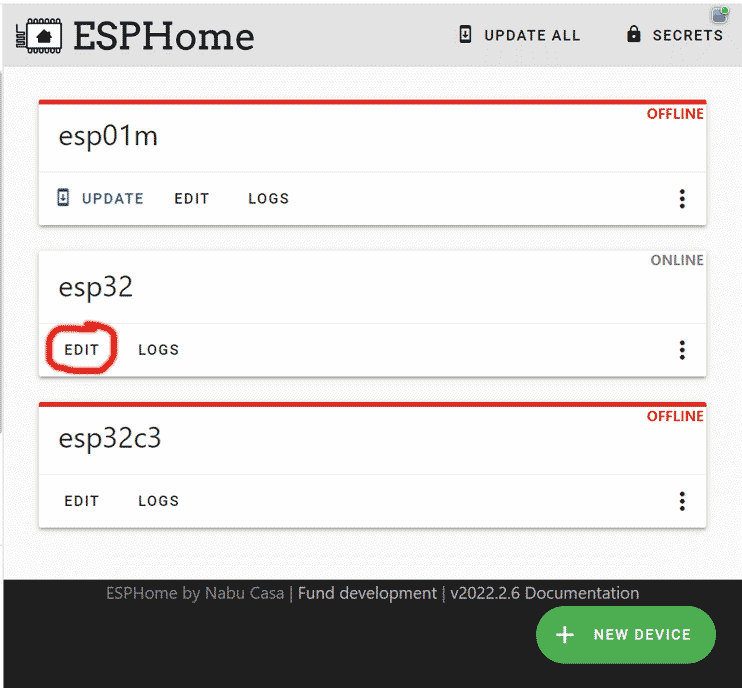 ESPHome UPDATE ALL SECRETS
OFFLINE
esp01m
UPDATE EDIT LOGS
ONLINE
esp32
EDIT LOGS
OFFLINE
esp32c3
EDIT LOGS
ESPHome by Nabu Casa | Fund development | v2022.2.6 Documentation
+ NEW DEVICE